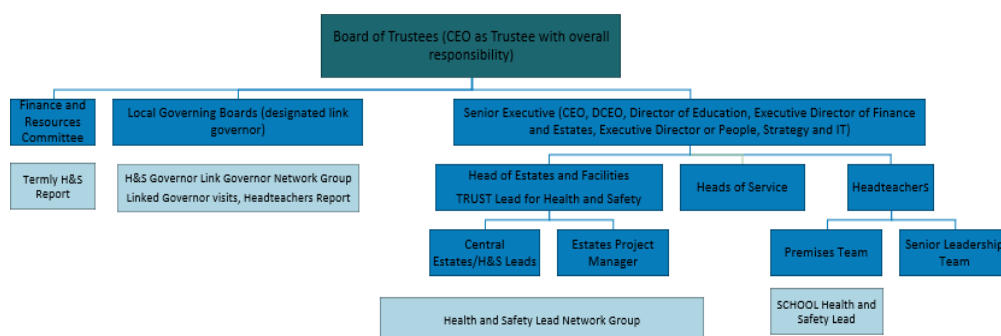 Board of Trustees (CEO as Trustee with overall
responsibility)
Finance and
Resources
Committee
Local Governing Boards (designated link
governor)
Senior Executive (CEO, DCEO, Director of Education, Executive Director of Finance
and Estates, Executive Director or People, Strategy and IT)
Termly H&S
Report
H&S Governor Link Governor Network Group
Linked Governor visits, Headteachers Report
Head of Estates and Facilities
TRUST Lead for Health and Safety
Heads of Service
Headteachers
Central
Estates/H&S Leads
Estates Project
Manager
Premises Team
Senior Leadership
Team
Health and Safety Lead Network Group
SCHOOL Health and
Safety Lead